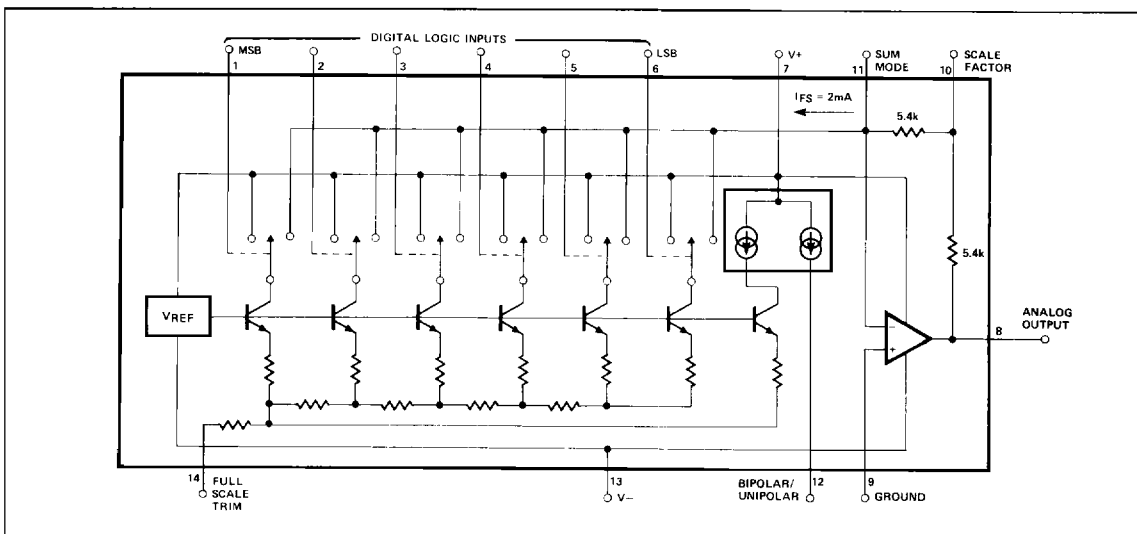 DIGITAL LOGIC INPUTS
MSB
LSB
V+
SUM
MODE
SCALE
FACTOR
1
2
3
4
5
6
7
11
10
IFS = 2mA
5.4k
5.4k
VREF
−
+
ANALOG
OUTPUT
8
14
FULL
SCALE
TRIM
13
V−
BIPOLAR/
UNIPOLAR
12
9
GROUND